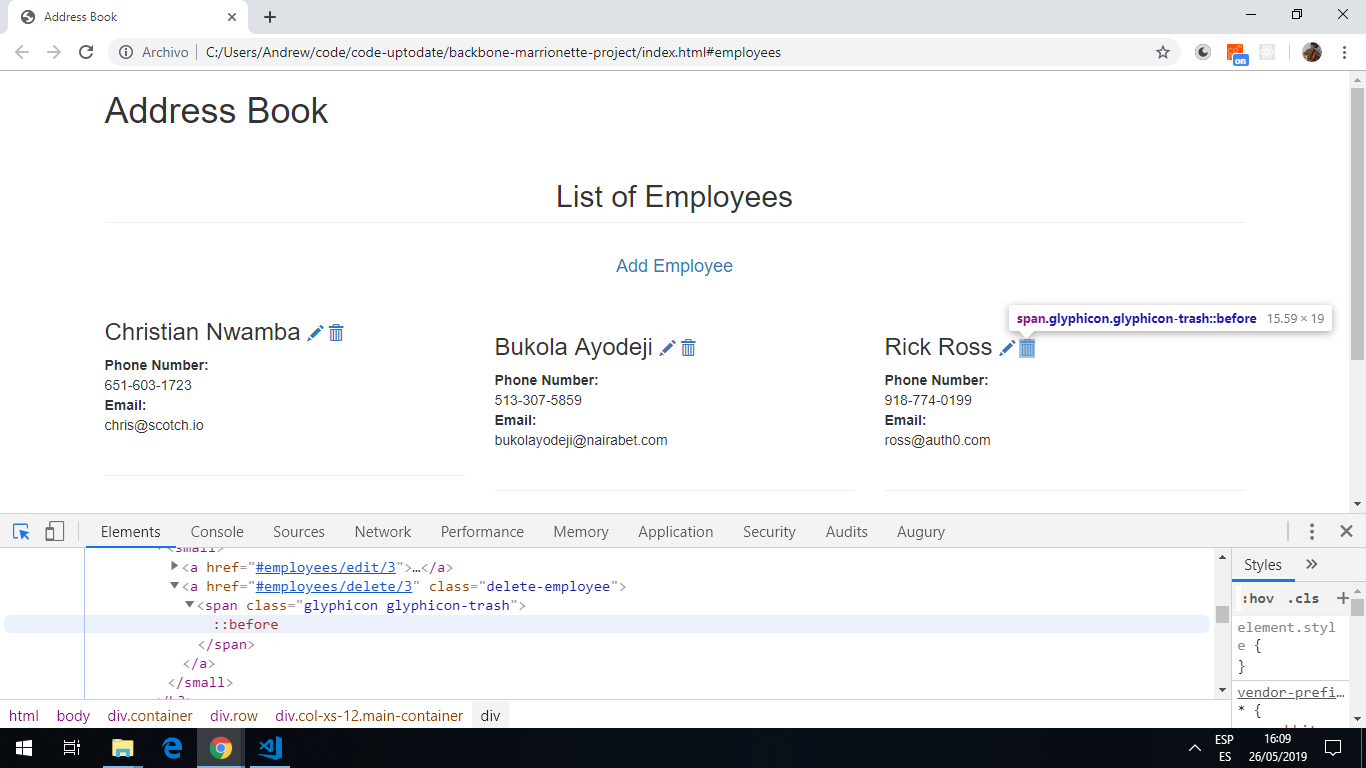 Address Book
Archivo C:/Users/Andrew/code/code-uptodate/backbone-marrionette-project/index.html#employees
on
Address Book
List of Employees
Add Employee
span.glyphicon.glyphicon-trash::before 15.59 × 19
Christian Nwamba
Phone Number:
651-603-1723
Email:
chris@scotch.io
Bukola Ayodeji
Phone Number:
513-307-5859
Email:
bukolayodeji@nairabet.com
Rick Ross
Phone Number:
918-774-0199
Email:
ross@auth0.com
Elements Console Sources Network Performance Memory Application Security Audits Augury
<small>
<a href="#employees/edit/3">…</a>
<a href="#employees/delete/3" class="delete-employee">
<span class="glyphicon glyphicon-trash">
::before
</span>
</a>
</small>
html body div.container div.row div.col-xs-12.main-container div
Styles
:hov .cls +
element.styl
e {
}
vendor-prefi…
* {
ESP
ES
16:09
26/05/2019